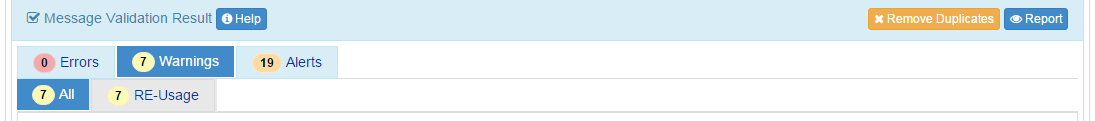 Message Validation Result Help Remove Duplicates Report
0 Errors 7 Warnings 19 Alerts
7 All 7 RE-Usage